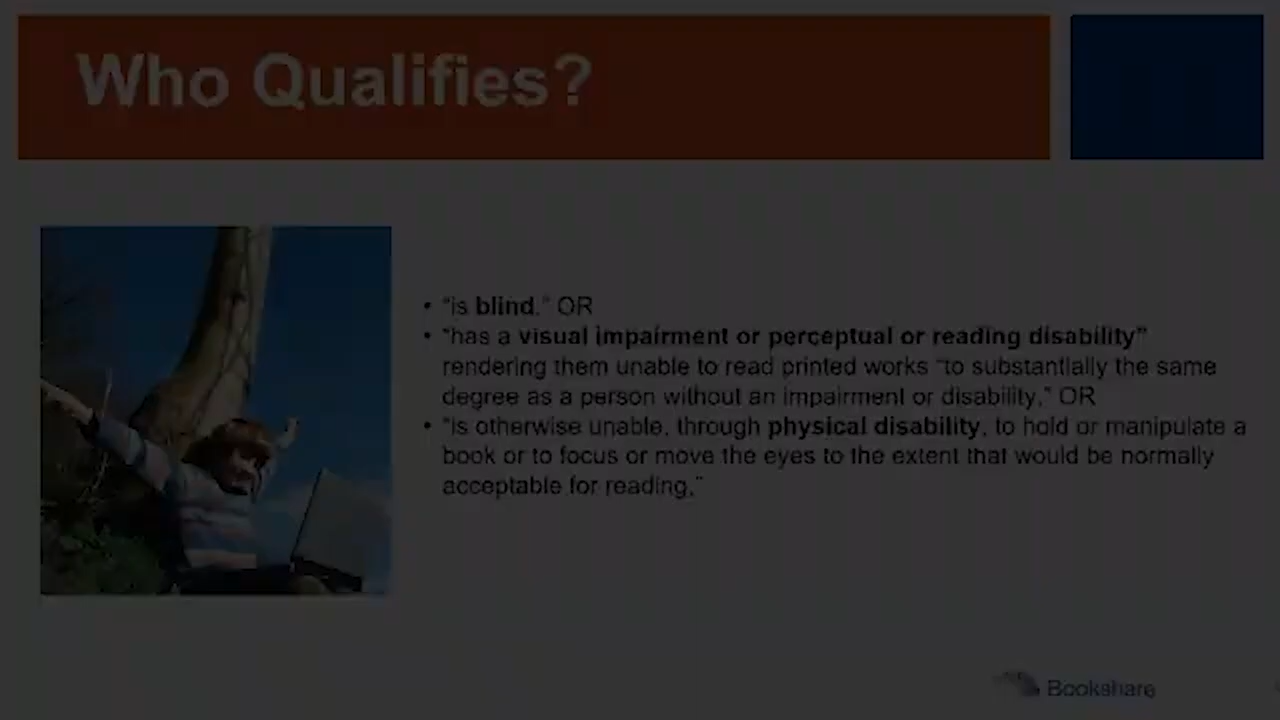 Who Qualifies?
• "is blind," OR
• "has a visual impairment or perceptual or reading disability"
rendering them unable to read printed works "to substantially the same
degree as a person without an impairment or disability," OR
• "is otherwise unable, through physical disability, to hold or manipulate a
book or to focus or move the eyes to the extent that would be normally
acceptable for reading,"
Bookshare